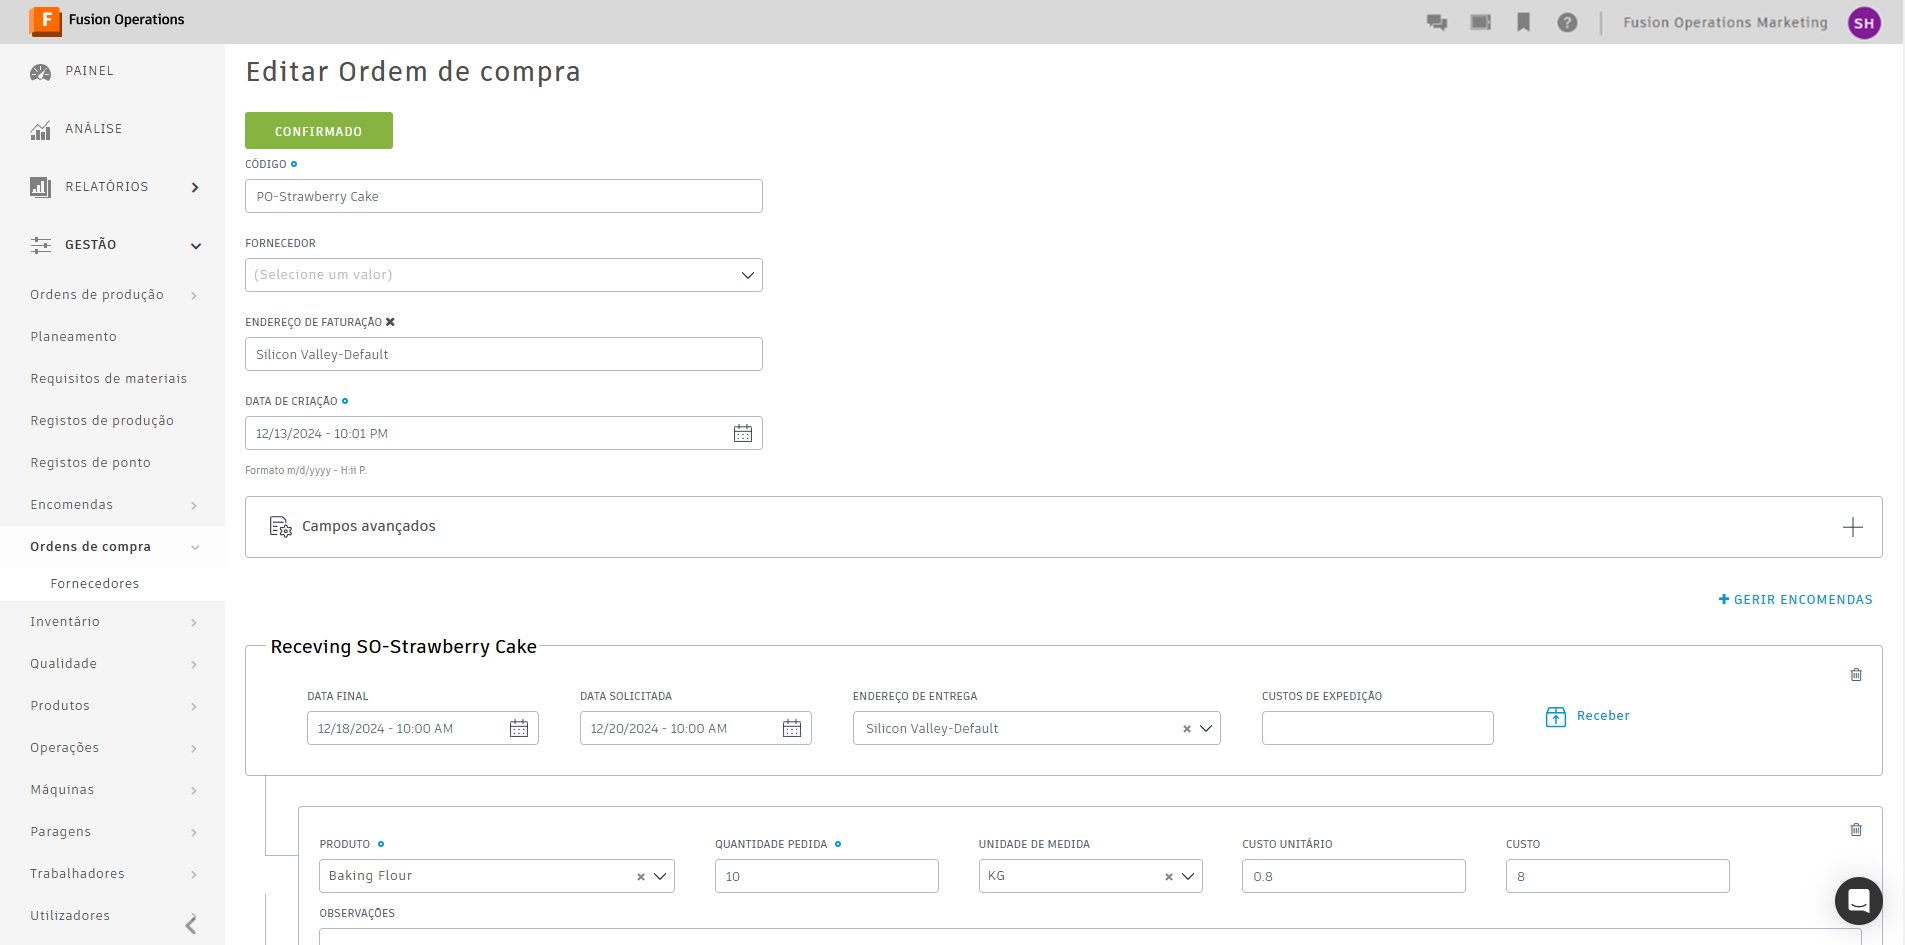 F Fusion Operations
? Fusion Operations Marketing SH
PAINEL
ANÁLISE
RELATÓRIOS
GESTÃO
Ordens de produção
Planeamento
Requisitos de materiais
Registos de produção
Registos de ponto
Encomendas
Ordens de compra
Fornecedores
Inventário
Qualidade
Produtos
Operações
Máquinas
Paragens
Trabalhadores
Utilizadores
Editar Ordem de compra
CONFIRMADO
CÓDIGO
PO-Strawberry Cake
FORNECEDOR
(Selecione um valor)
ENDEREÇO DE FATURAÇÃO
Silicon Valley-Default
DATA DE CRIAÇÃO
12/13/2024 - 10:01 PM
Formato m/d/yyyy - H:ii P.
Campos avançados
+ GERIR ENCOMENDAS
Receving SO-Strawberry Cake
DATA FINAL
12/18/2024 - 10:00 AM
DATA SOLICITADA
12/20/2024 - 10:00 AM
ENDEREÇO DE ENTREGA
Silicon Valley-Default
CUSTOS DE EXPEDIÇÃO
Receber
PRODUTO
Baking Flour
QUANTIDADE PEDIDA
10
UNIDADE DE MEDIDA
KG
CUSTO UNITÁRIO
0.8
CUSTO
8
OBSERVAÇÕES